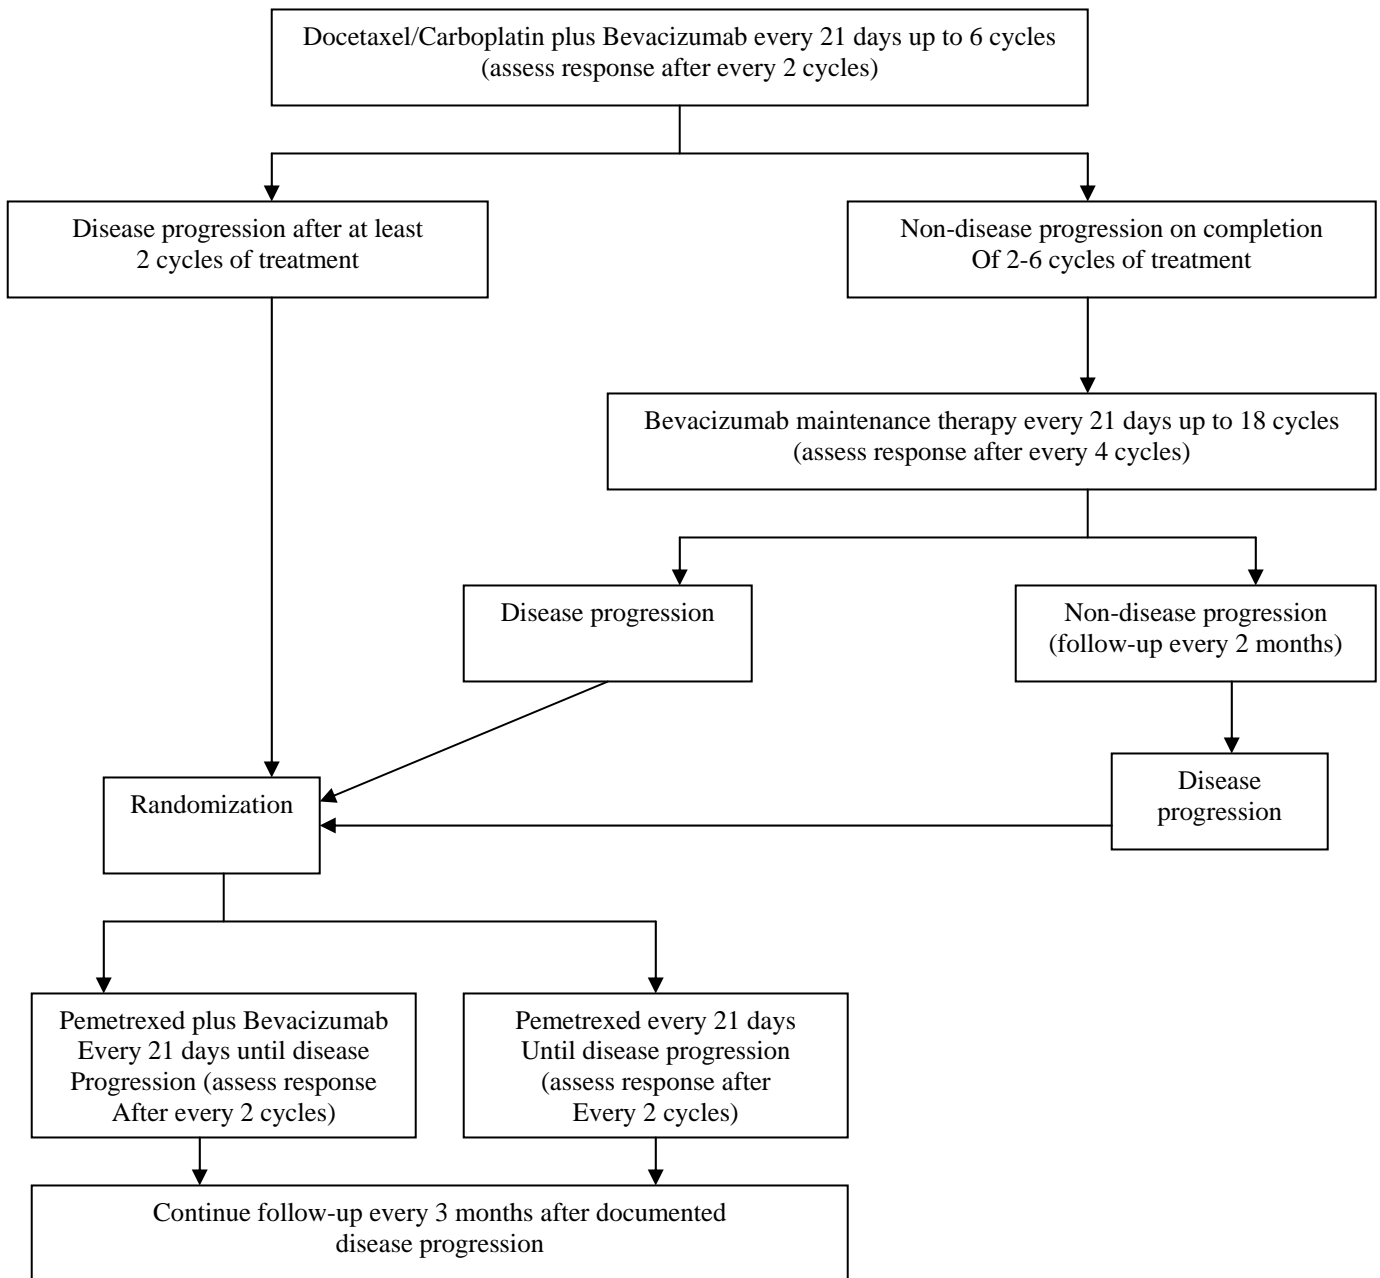 Docetaxel/Carboplatin plus Bevacizumab every 21 days up to 6 cycles
(assess response after every 2 cycles)
Disease progression after at least
2 cycles of treatment
Non-disease progression on completion
Of 2-6 cycles of treatment
Bevacizumab maintenance therapy every 21 days up to 18 cycles
(assess response after every 4 cycles)
Disease progression
Non-disease progression
(follow-up every 2 months)
Randomization
Disease
progression
Pemetrexed plus Bevacizumab
Every 21 days until disease
Progression (assess response
After every 2 cycles)
Pemetrexed every 21 days
Until disease progression
(assess response after
Every 2 cycles)
Continue follow-up every 3 months after documented
disease progression